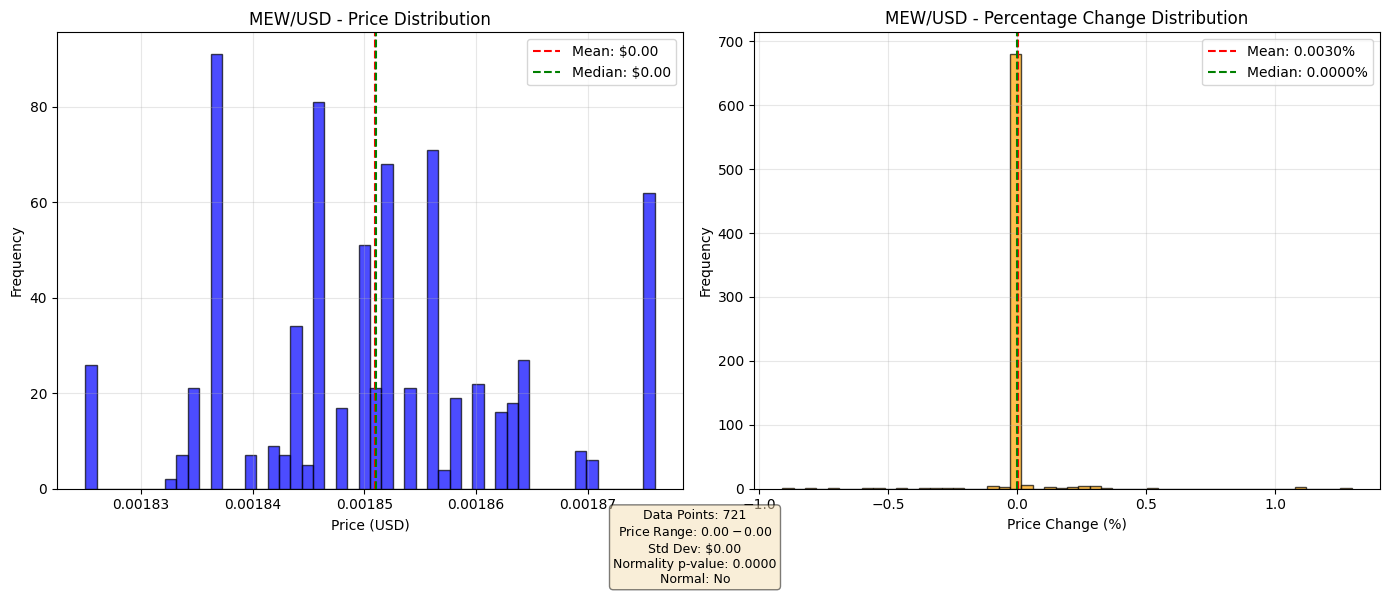 MEW/USD - Price Distribution
Frequency
80
60
40
20
0
0.00183
0.00184
0.00185
0.00186
0.00187
Price (USD)
Mean: $0.00
Median: $0.00
MEW/USD - Percentage Change Distribution
Frequency
700
600
500
400
300
200
100
0
−1.0
−0.5
0.0
0.5
1.0
Price Change (%)
Mean: 0.0030%
Median: 0.0000%
Data Points: 721
Price Range: 0.00 − 0.00
Std Dev: $0.00
Normality p-value: 0.0000
Normal: No